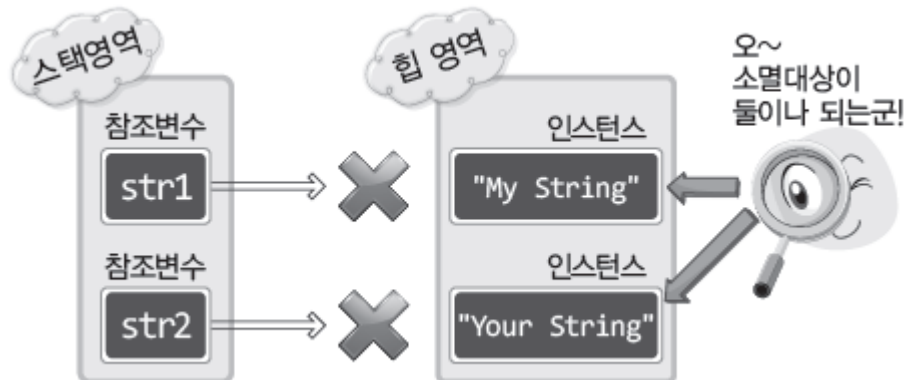 스택영역
힙 영역
오~
소멸대상이
둘이나 되는군!
참조변수
인스턴스
str1
"My String"
참조변수
인스턴스
str2
"Your String"